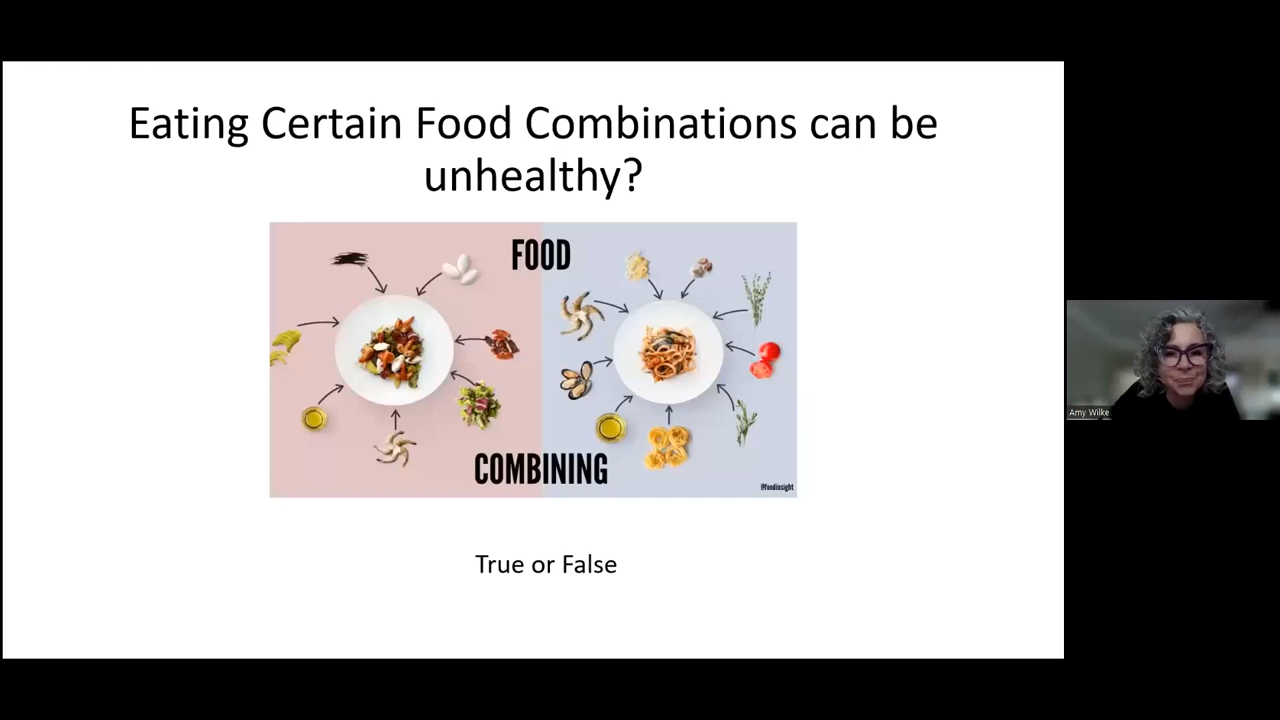 Eating Certain Food Combinations can be
unhealthy?
FOOD
COMBINING
@foodinsight
True or False
Amy Wilke